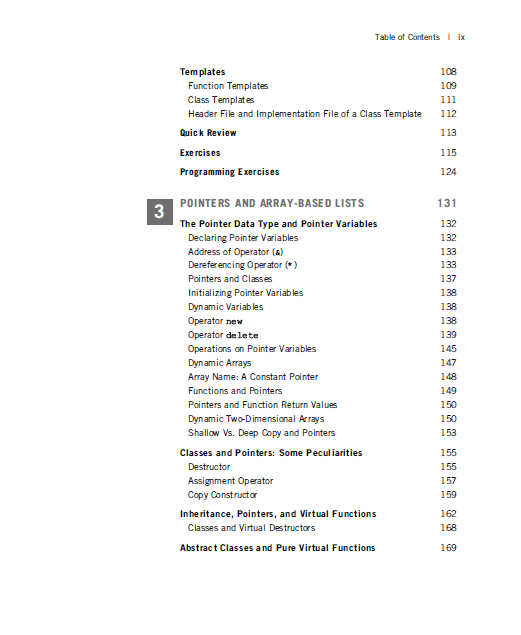 Table of Contents | ix
Templates 108
Function Templates 109
Class Templates 111
Header File and Implementation File of a Class Template 112
Quick Review 113
Exercises 115
Programming Exercises 124
3 POINTERS AND ARRAY-BASED LISTS 131
The Pointer Data Type and Pointer Variables 132
Declaring Pointer Variables 132
Address of Operator (&) 133
Dereferencing Operator (*) 133
Pointers and Classes 137
Initializing Pointer Variables 138
Dynamic Variables 138
Operator new 138
Operator delete 139
Operations on Pointer Variables 145
Dynamic Arrays 147
Array Name: A Constant Pointer 148
Functions and Pointers 149
Pointers and Function Return Values 150
Dynamic Two-Dimensional Arrays 150
Shallow Vs. Deep Copy and Pointers 153
Classes and Pointers: Some Peculiarities 155
Destructor 155
Assignment Operator 157
Copy Constructor 159
Inheritance, Pointers, and Virtual Functions 162
Classes and Virtual Destructors 168
Abstract Classes and Pure Virtual Functions 169